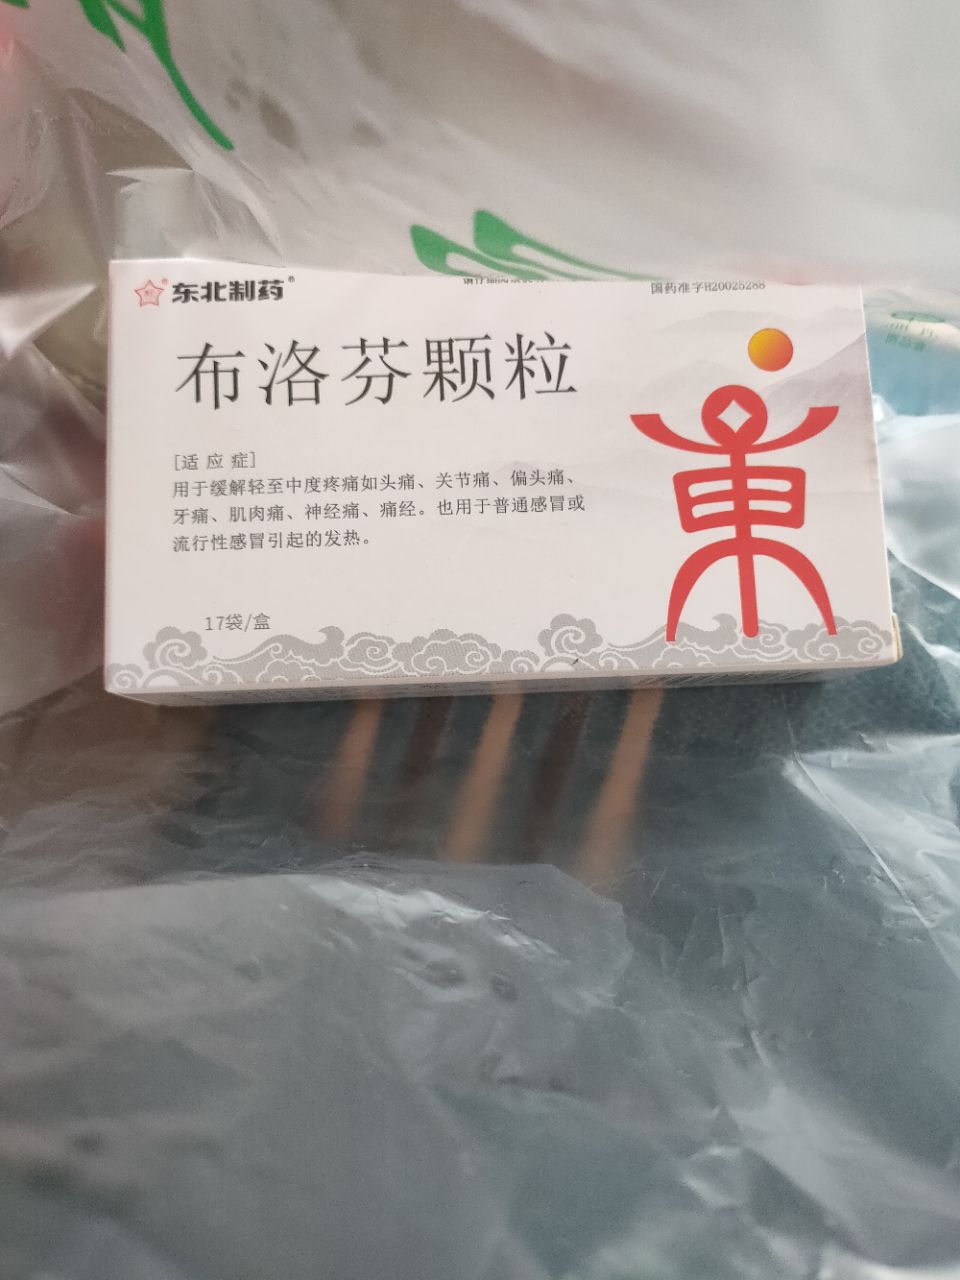 东北制药®
国药准字H20025288
布洛芬颗粒
[适应症]
用于缓解轻至中度疼痛如头痛、关节痛、偏头痛、
牙痛、肌肉痛、神经痛、痛经。也用于普通感冒或
流行性感冒引起的发热。
17袋/盒